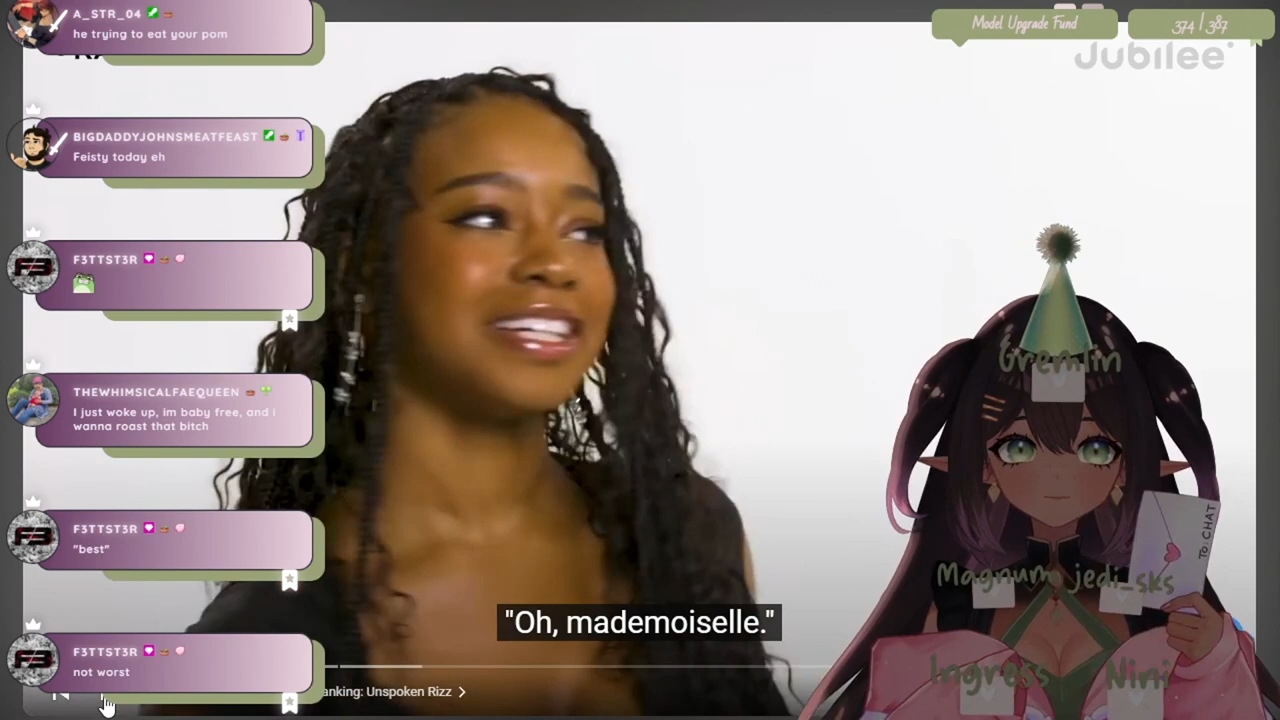 A_STR_04
he trying to eat your pom
BIGDADDYJOHNSMEATFEAST
Feisty today eh
F3TTST3R
THEWHIMSICALFAEQUEEN
I just woke up, im baby free, and i
wanna roast that bitch
F3TTST3R
"best"
F3TTST3R
not worst
Model Upgrade Fund
374 / 387
Jubilee
Gremlin
TO: CHAT
Magnum
jedi_sks
Ingress
Nini
"Oh, mademoiselle."
anking: Unspoken Rizz